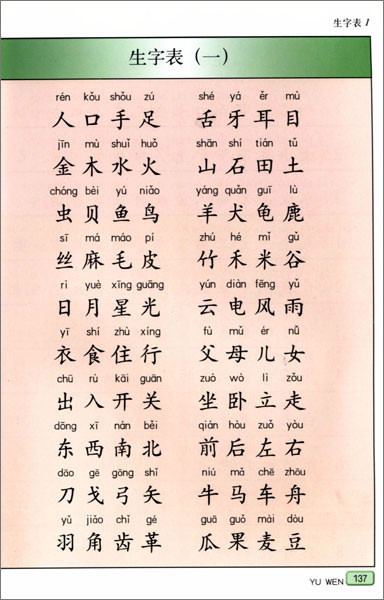 生字表 1
生字表（一）
rén kǒu shǒu zú shé yá ěr mù
人口手足 舌牙耳目
jīn mù shuǐ huǒ shān shí tián tǔ
金木水火 山石田土
chóng bèi yú niǎo yáng quǎn guī lù
虫贝鱼鸟 羊犬龟鹿
sī má máo pí zhú hé mǐ gǔ
丝麻毛皮 竹禾米谷
rì yuè xīng guāng yún diàn fēng yǔ
日月星光 云电风雨
yī shí zhù xíng fù mǔ ér nǚ
衣食住行 父母儿女
chū rù kāi guān zuò wò lì zǒu
出入开关 坐卧立走
dōng xī nán běi qián hòu zuǒ yòu
东西南北 前后左右
dāo gē gōng shǐ niú mǎ chē zhōu
刀戈弓矢 牛马车舟
yǔ jiǎo chǐ gé guā guǒ mài dòu
羽角齿革 瓜果麦豆
YU WEN 137